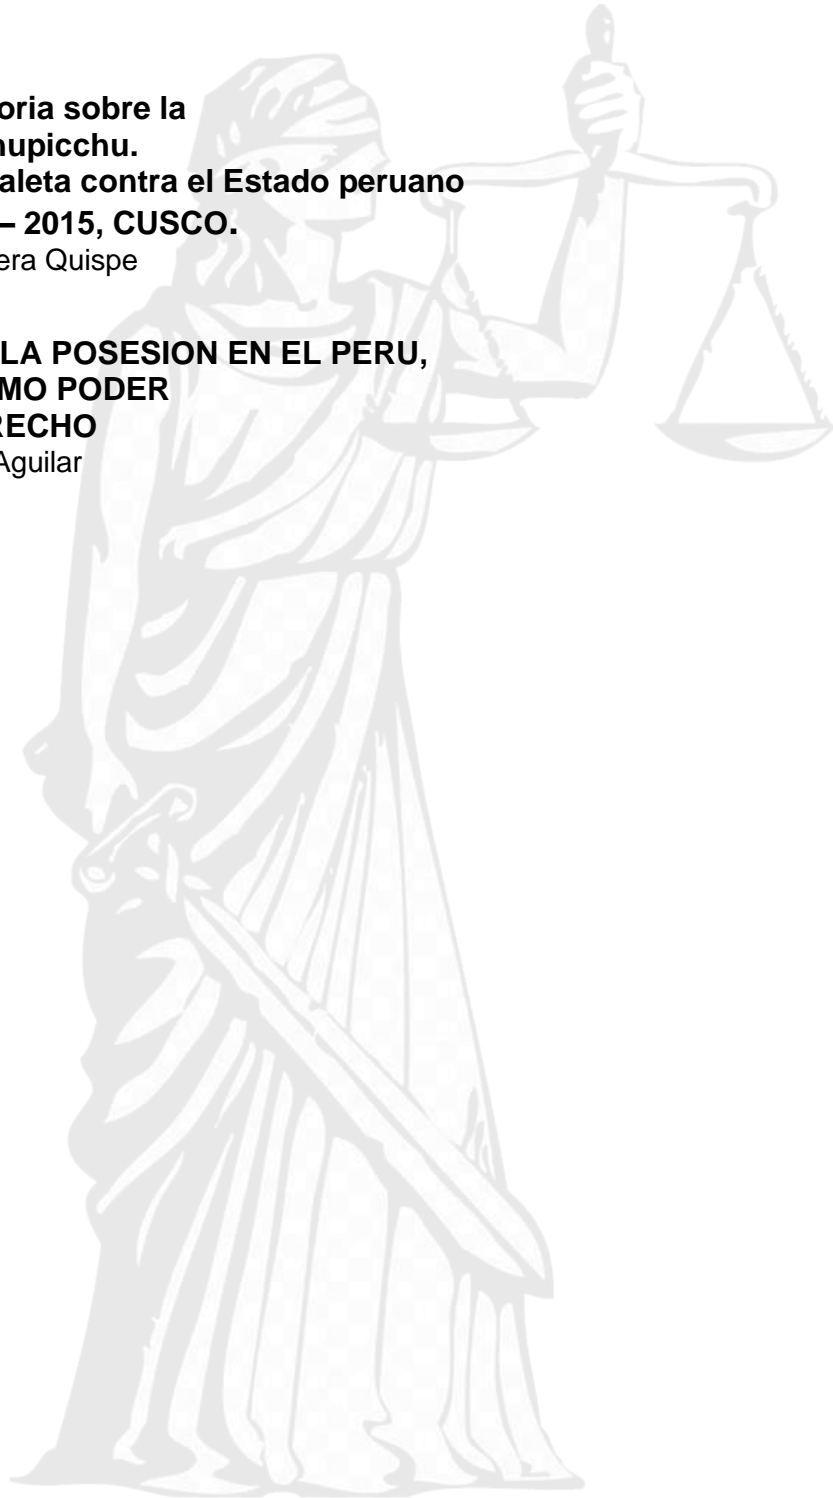 oria sobre la
nupicchu.
aleta contra el Estado peruano
– 2015, CUSCO.
era Quispe
LA POSESION EN EL PERU,
MO PODER
RECHO
Aguilar